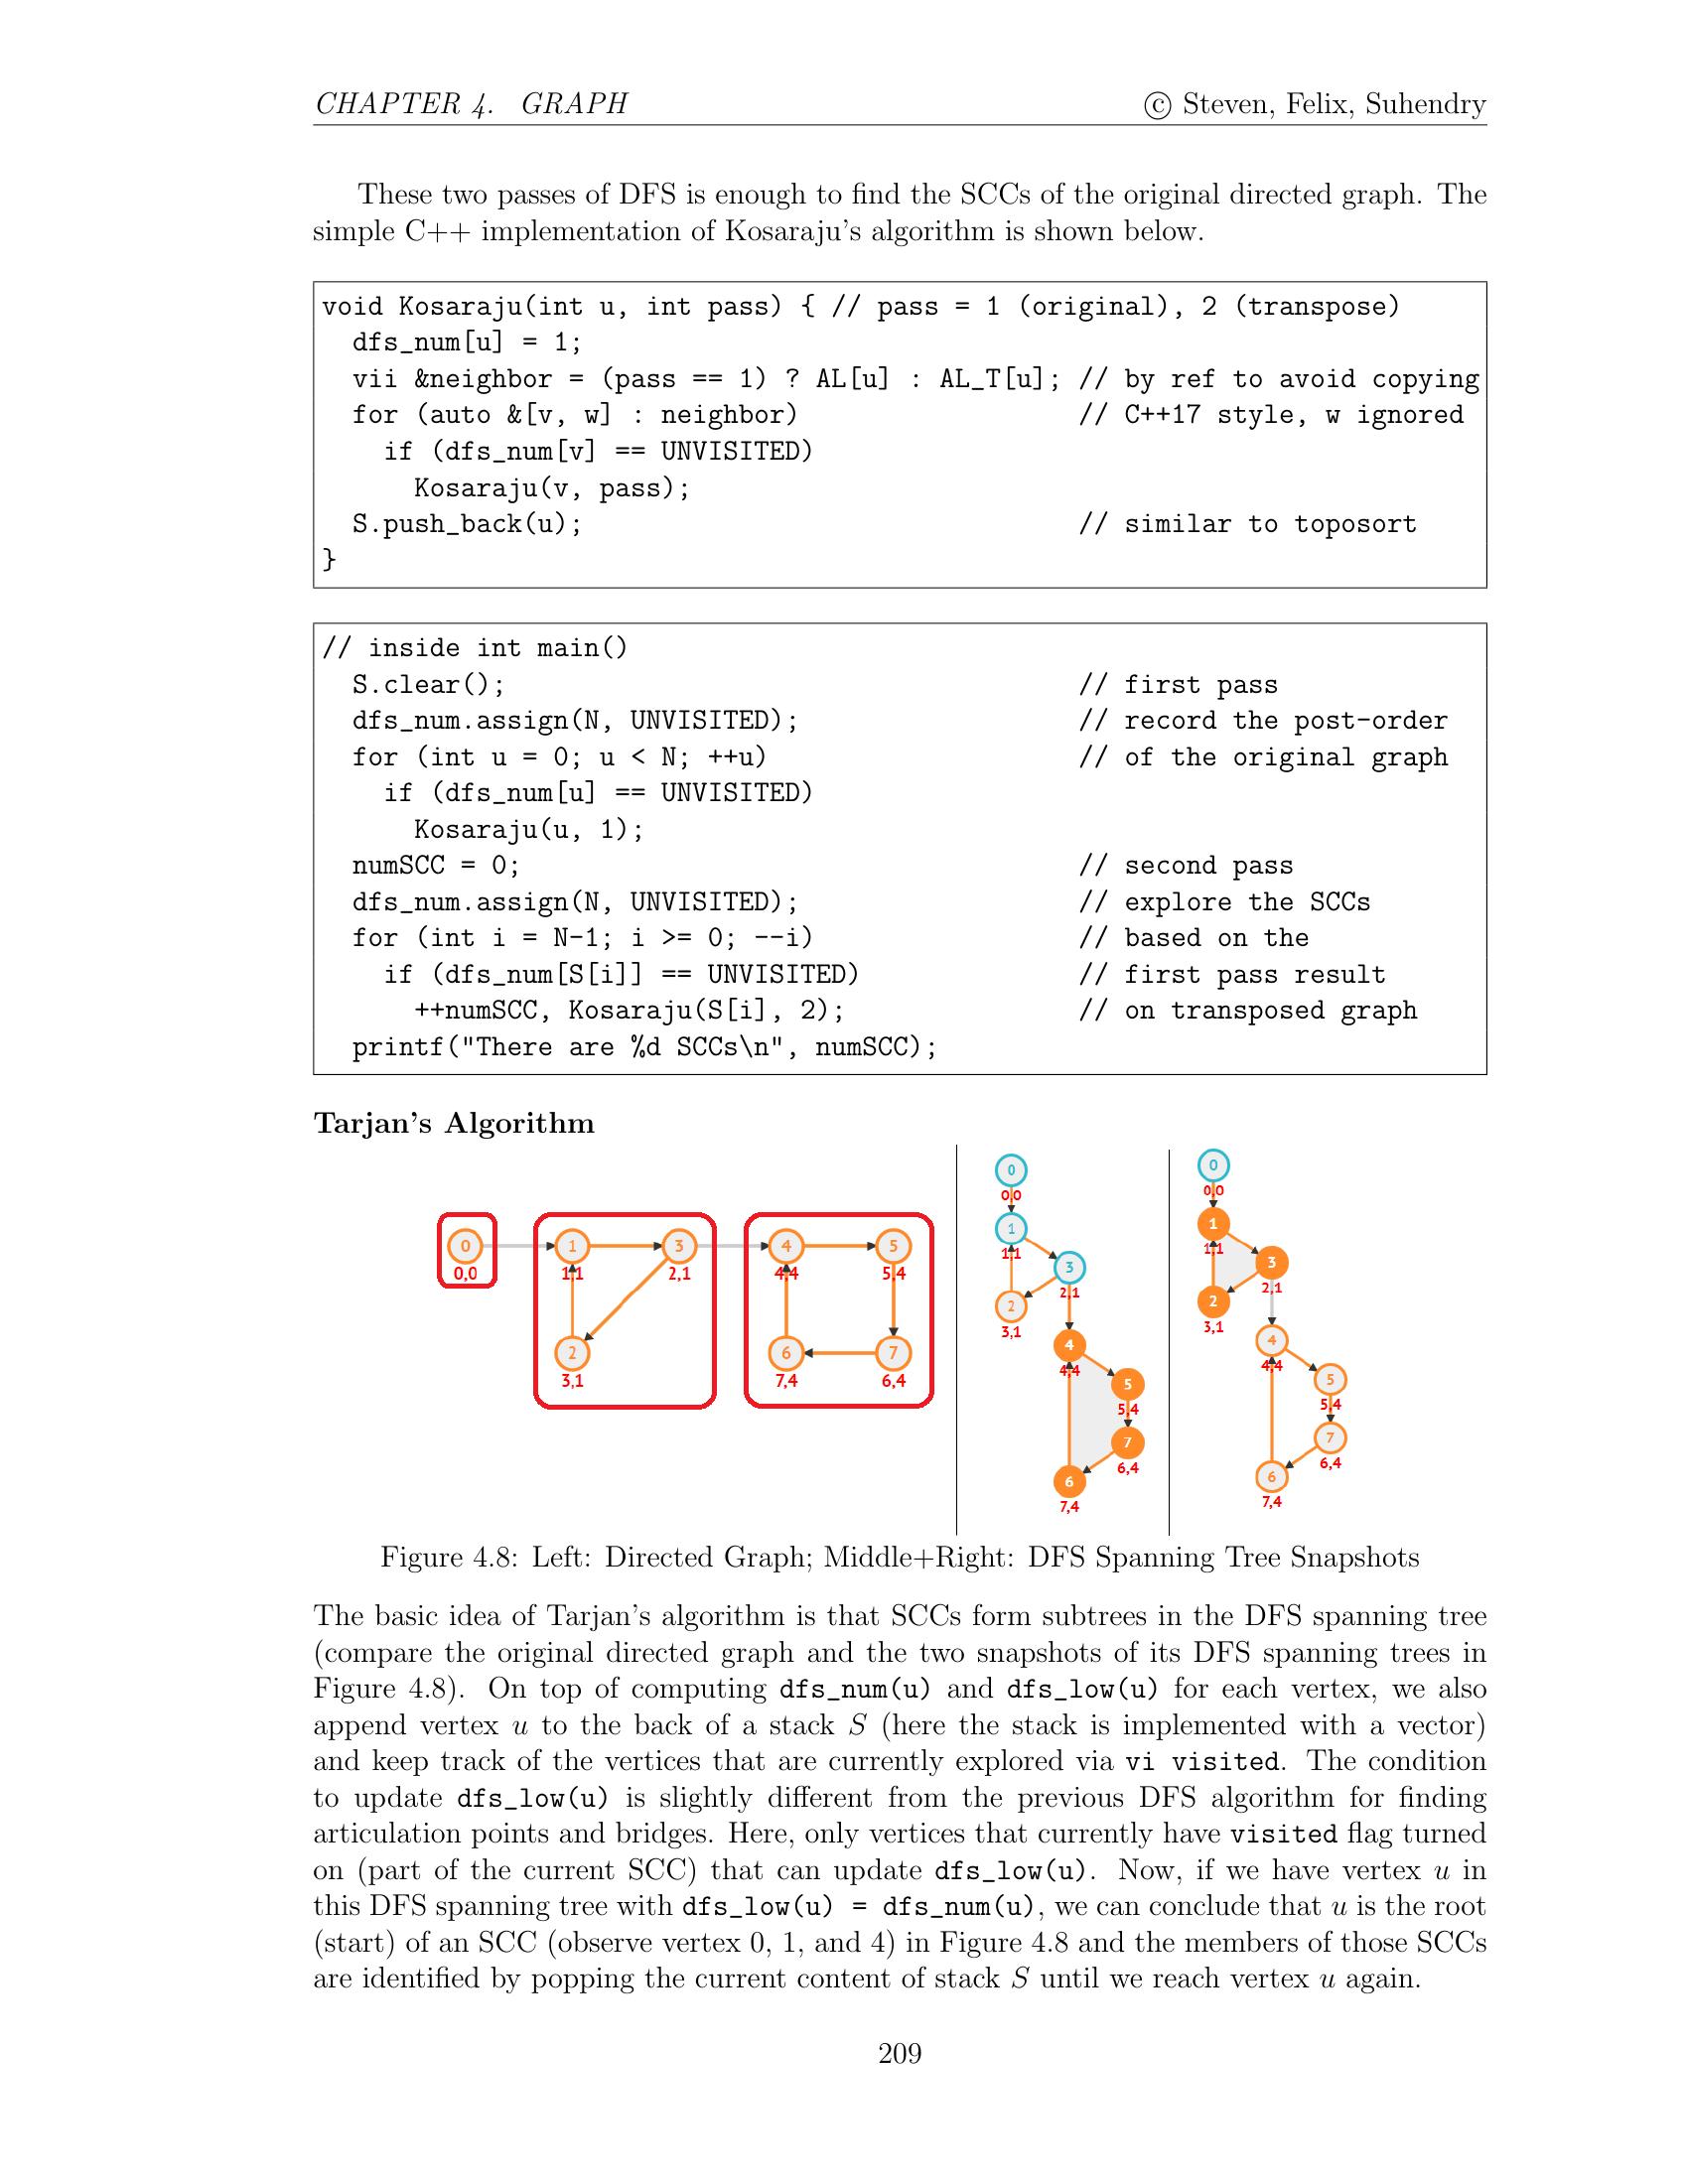 CHAPTER 4. GRAPH © Steven, Felix, Suhendry
These two passes of DFS is enough to find the SCCs of the original directed graph. The
simple C++ implementation of Kosaraju's algorithm is shown below.
void Kosaraju(int u, int pass) { // pass = 1 (original), 2 (transpose)
dfs_num[u] = 1;
vii &neighbor = (pass == 1) ? AL[u] : AL_T[u]; // by ref to avoid copying
for (auto &[v, w] : neighbor) // C++17 style, w ignored
if (dfs_num[v] == UNVISITED)
Kosaraju(v, pass);
S.push_back(u); // similar to toposort
}
// inside int main()
S.clear(); // first pass
dfs_num.assign(N, UNVISITED); // record the post-order
for (int u = 0; u < N; ++u) // of the original graph
if (dfs_num[u] == UNVISITED)
Kosaraju(u, 1);
numSCC = 0; // second pass
dfs_num.assign(N, UNVISITED); // explore the SCCs
for (int i = N-1; i >= 0; --i) // based on the
if (dfs_num[S[i]] == UNVISITED) // first pass result
++numSCC, Kosaraju(S[i], 2); // on transposed graph
printf("There are %d SCCs\n", numSCC);
Tarjan's Algorithm
0 1 3 4 5
0,0 1,1 2,1 4,4 5,4
2 6 7
3,1 7,4 6,4
0
0,0
1
1,1
3
2,1
2
3,1
4
4,4
5
5,4
7
6,4
6
7,4
0
0,0
1
1,1
3
2,1
2
3,1
4
4,4
5
5,4
7
6,4
6
7,4
Figure 4.8: Left: Directed Graph; Middle+Right: DFS Spanning Tree Snapshots
The basic idea of Tarjan's algorithm is that SCCs form subtrees in the DFS spanning tree
(compare the original directed graph and the two snapshots of its DFS spanning trees in
Figure 4.8). On top of computing dfs_num(u) and dfs_low(u) for each vertex, we also
append vertex u to the back of a stack S (here the stack is implemented with a vector)
and keep track of the vertices that are currently explored via vi visited. The condition
to update dfs_low(u) is slightly different from the previous DFS algorithm for finding
articulation points and bridges. Here, only vertices that currently have visited flag turned
on (part of the current SCC) that can update dfs_low(u). Now, if we have vertex u in
this DFS spanning tree with dfs_low(u) = dfs_num(u), we can conclude that u is the root
(start) of an SCC (observe vertex 0, 1, and 4) in Figure 4.8 and the members of those SCCs
are identified by popping the current content of stack S until we reach vertex u again.
209